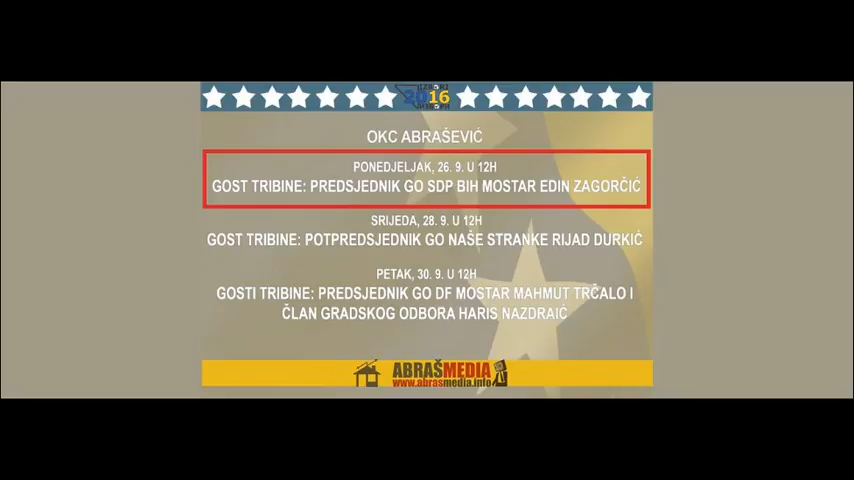 2016
OKC ABRAŠEVIĆ
PONEDJELJAK, 26. 9. U 12H
GOST TRIBINE: PREDSJEDNIK GO SDP BIH MOSTAR EDIN ZAGORČIĆ
SRIJEDA, 28. 9. U 12H
GOST TRIBINE: POTPREDSJEDNIK GO NAŠE STRANKE RIJAD DURKIĆ
PETAK, 30. 9. U 12H
GOSTI TRIBINE: PREDSJEDNIK GO DF MOSTAR MAHMUT TRČALO I
ČLAN GRADSKOG ODBORA HARIS NAZDRAIĆ
ABRAŠMEDIA
www.abrasmedia.info